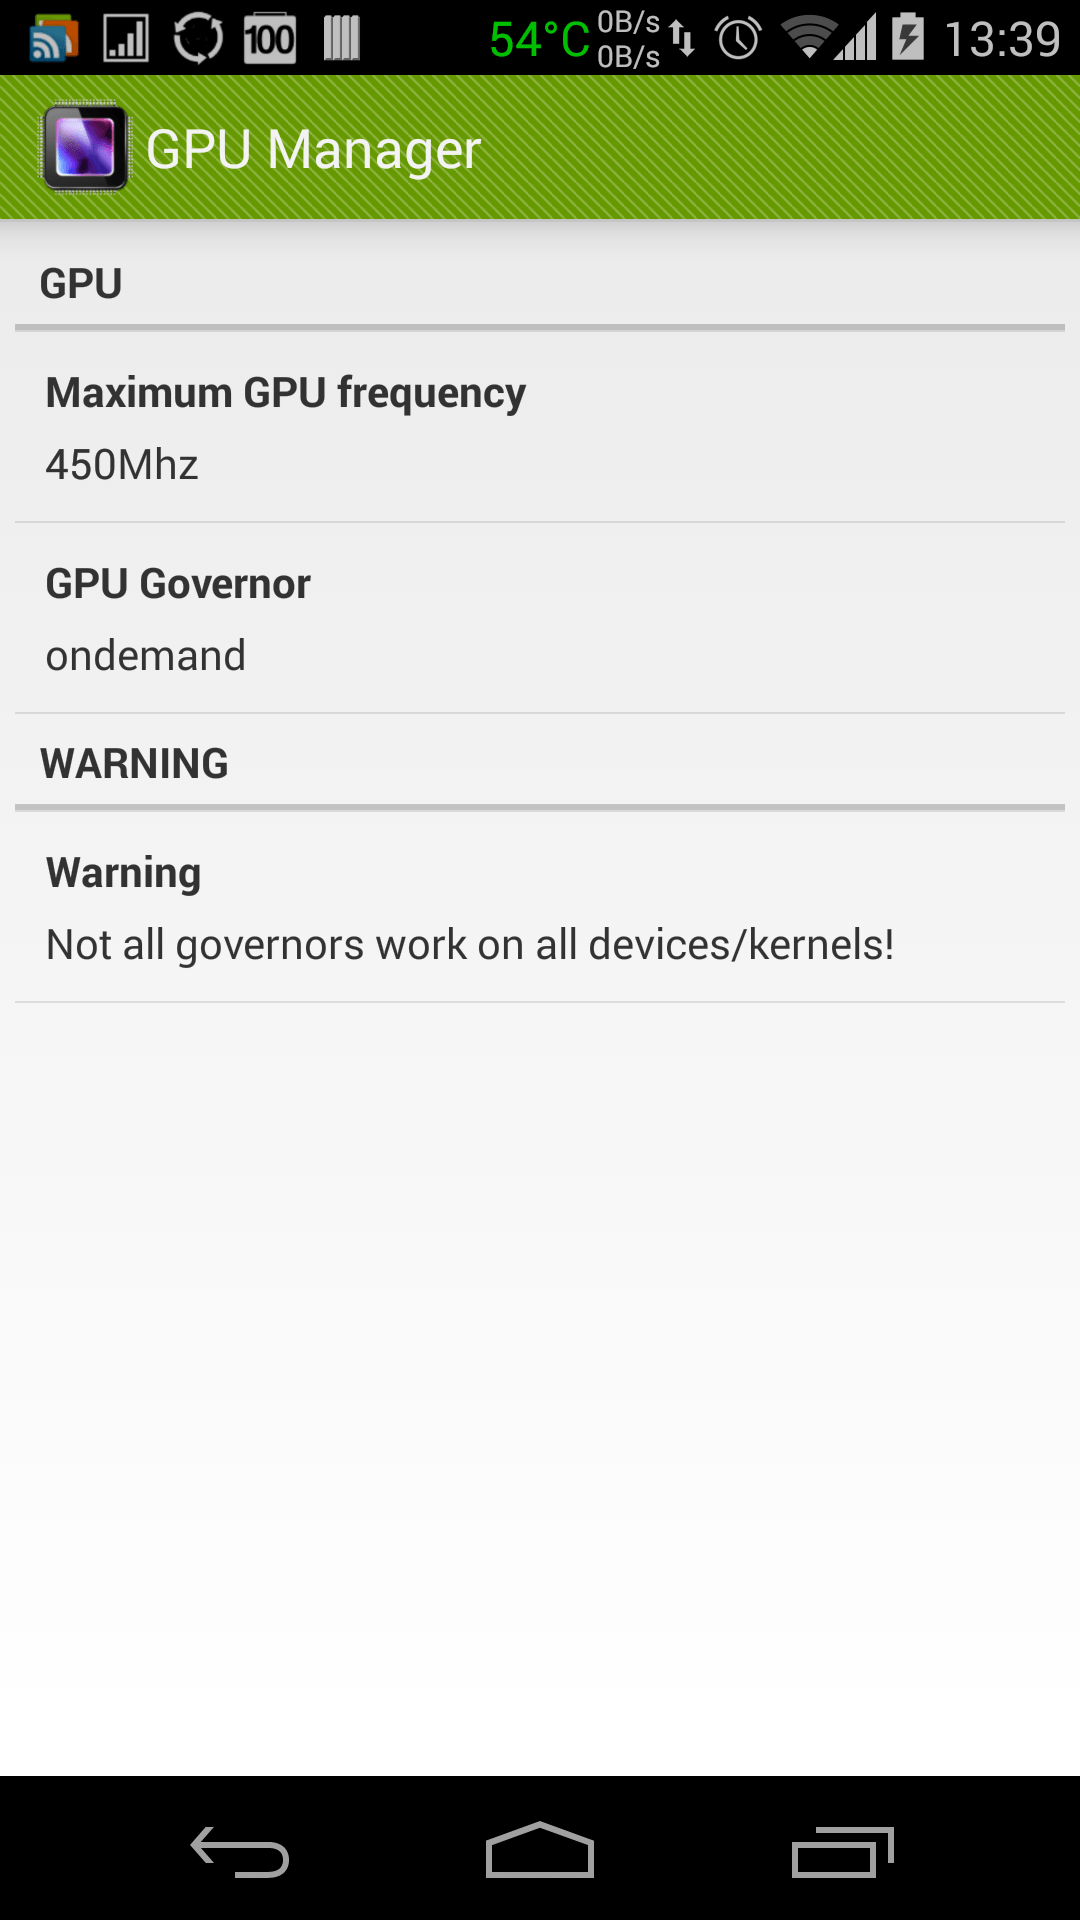 100 54°C 0B/s 13:39
0B/s
GPU Manager
GPU
Maximum GPU frequency
450Mhz
GPU Governor
ondemand
WARNING
Warning
Not all governors work on all devices/kernels!